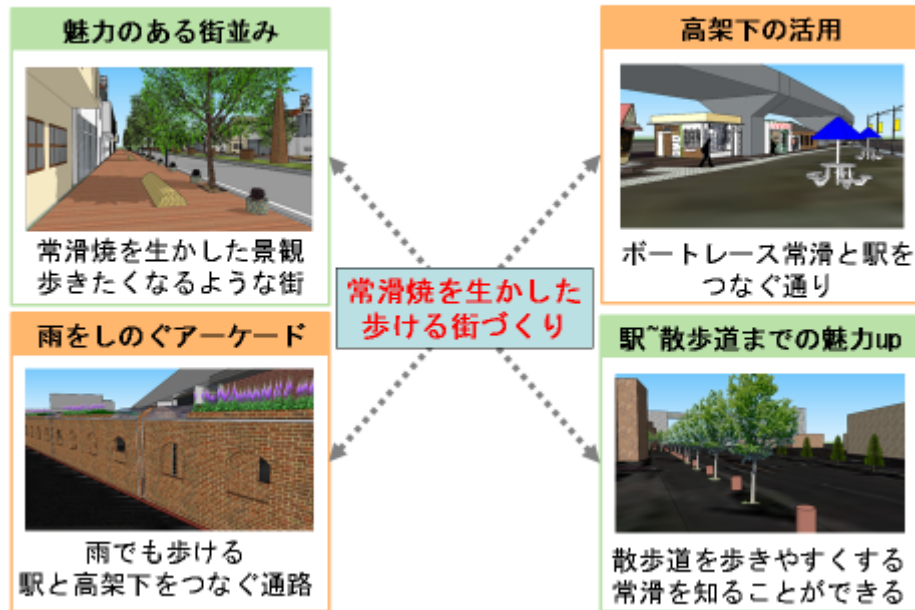 魅力のある街並み
常滑焼を生かした景観
歩きたくなるような街
高架下の活用
ボートレース常滑と駅を
つなぐ通り
常滑焼を生かした
歩ける街づくり
雨をしのぐアーケード
雨でも歩ける
駅と高架下をつなぐ通路
駅~散歩道までの魅力up
散歩道を歩きやすくする
常滑を知ることができる